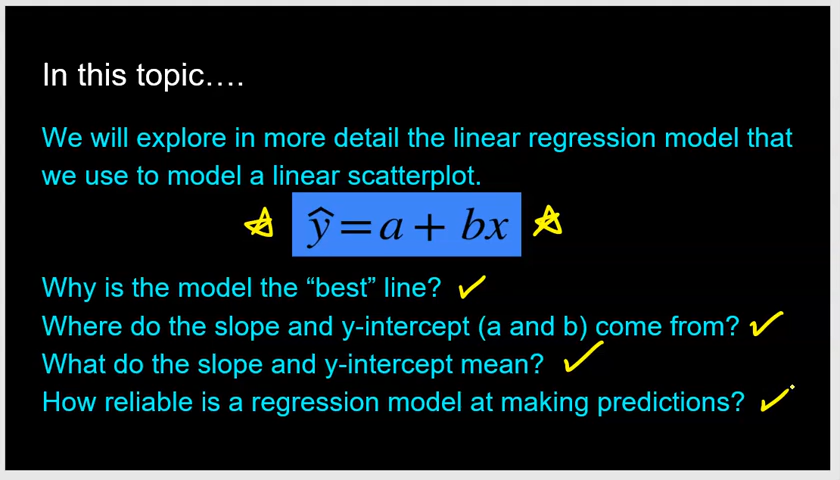 In this topic….
We will explore in more detail the linear regression model that
we use to model a linear scatterplot.
ŷ = a + bx
Why is the model the “best” line?
Where do the slope and y-intercept (a and b) come from?
What do the slope and y-intercept mean?
How reliable is a regression model at making predictions?